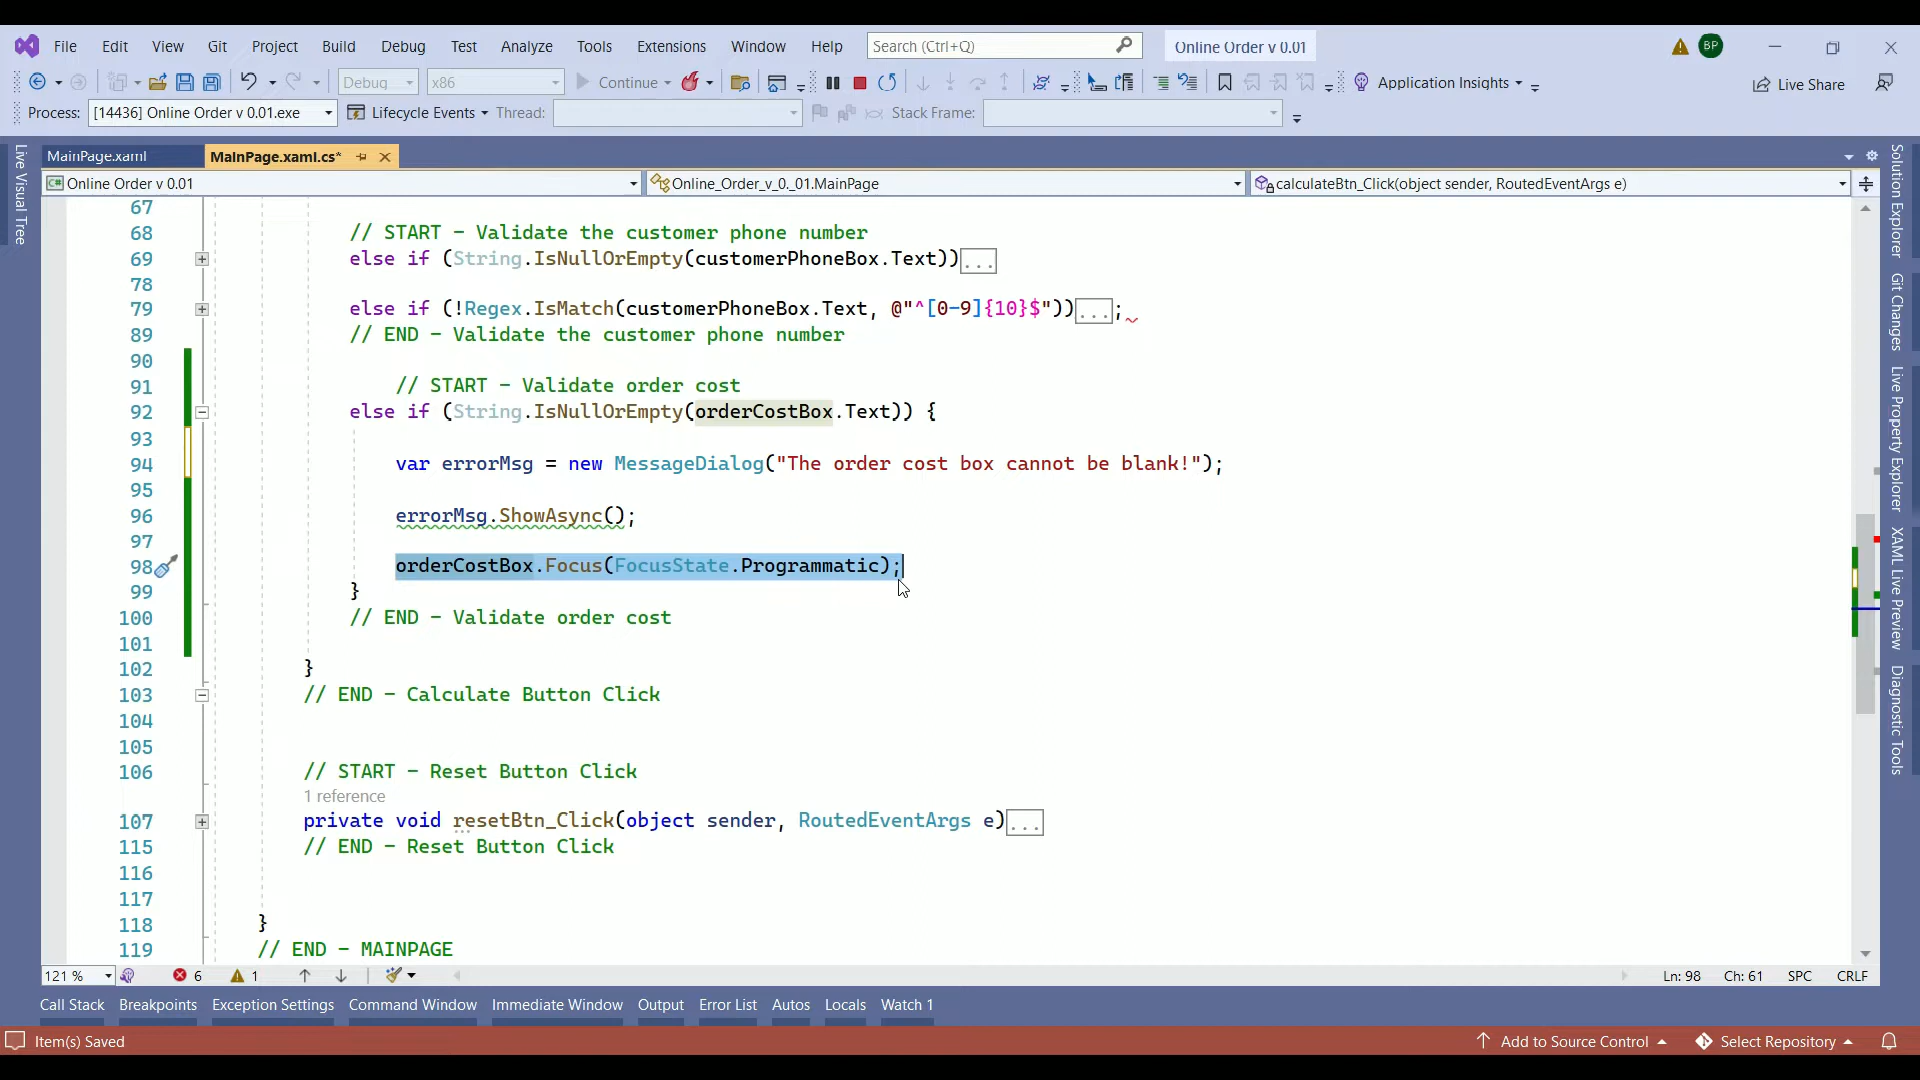 File Edit View Git Project Build Debug Test Analyze Tools Extensions Window Help Search (Ctrl+Q) Online Order v 0.01 BP
Debug x86 Continue Application Insights Live Share
Process: [14436] Online Order v 0.01.exe Lifecycle Events Thread: Stack Frame:
MainPage.xaml MainPage.xaml.cs*
Online Order v 0.01 Online_Order_v_0._01.MainPage calculateBtn_Click(object sender, RoutedEventArgs e)
Live Visual Tree
67
68 // START - Validate the customer phone number
69 else if (String.IsNullOrEmpty(customerPhoneBox.Text))...
78
79 else if (!Regex.IsMatch(customerPhoneBox.Text, @"^[0-9]{10}$"))...;
89 // END - Validate the customer phone number
90
91 // START - Validate order cost
92 else if (String.IsNullOrEmpty(orderCostBox.Text)) {
93
94 var errorMsg = new MessageDialog("The order cost box cannot be blank!");
95
96 errorMsg.ShowAsync();
97
98 orderCostBox.Focus(FocusState.Programmatic);
99 }
100 // END - Validate order cost
101
102 }
103 // END - Calculate Button Click
104
105
106 // START - Reset Button Click
1 reference
107 private void resetBtn_Click(object sender, RoutedEventArgs e)...
115 // END - Reset Button Click
116
117
118 }
119 // END - MAINPAGE
Solution Explorer
Git Changes
Live Property Explorer
XAML Live Preview
Diagnostic Tools
121 % 6 1 Ln: 98 Ch: 61 SPC CRLF
Call Stack Breakpoints Exception Settings Command Window Immediate Window Output Error List Autos Locals Watch 1
Item(s) Saved Add to Source Control Select Repository